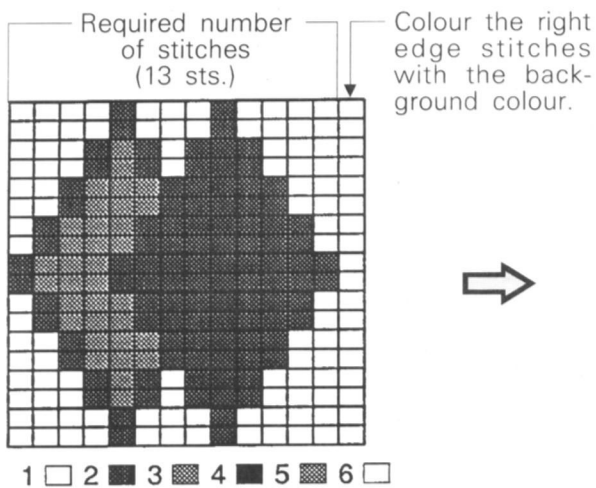 Required number
of stitches
(13 sts.)
Colour the right
edge stitches
with the back-
ground colour.
1 2 3 4 5 6